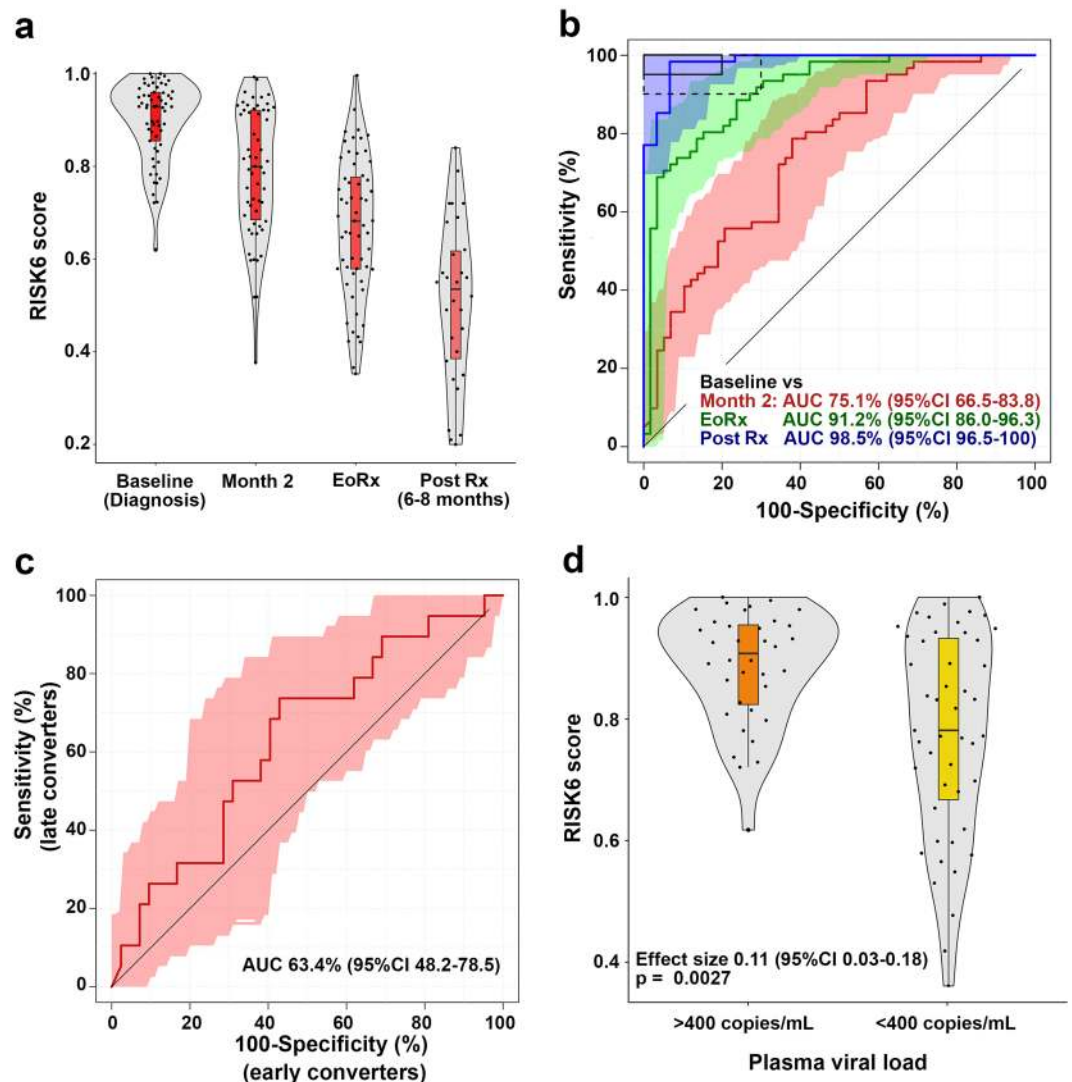 a
RISK6 score
1.0
0.8
0.6
0.4
0.2
Baseline
(Diagnosis)
Month 2
EoRx
Post Rx
(6-8 months)
b
Sensitivity (%)
100
80
60
40
20
0
Baseline vs
Month 2: AUC 75.1% (95%CI 66.5-83.8)
EoRx AUC 91.2% (95%CI 86.0-96.3)
Post Rx AUC 98.5% (95%CI 96.5-100)
0 20 40 60 80 100
100-Specificity (%)
c
Sensitivity (%)
(late converters)
100
80
60
40
20
0
AUC 63.4% (95%CI 48.2-78.5)
0 20 40 60 80 100
100-Specificity (%)
(early converters)
d
RISK6 score
1.0
0.8
0.6
0.4
Effect size 0.11 (95%CI 0.03-0.18)
p = 0.0027
>400 copies/mL <400 copies/mL
Plasma viral load